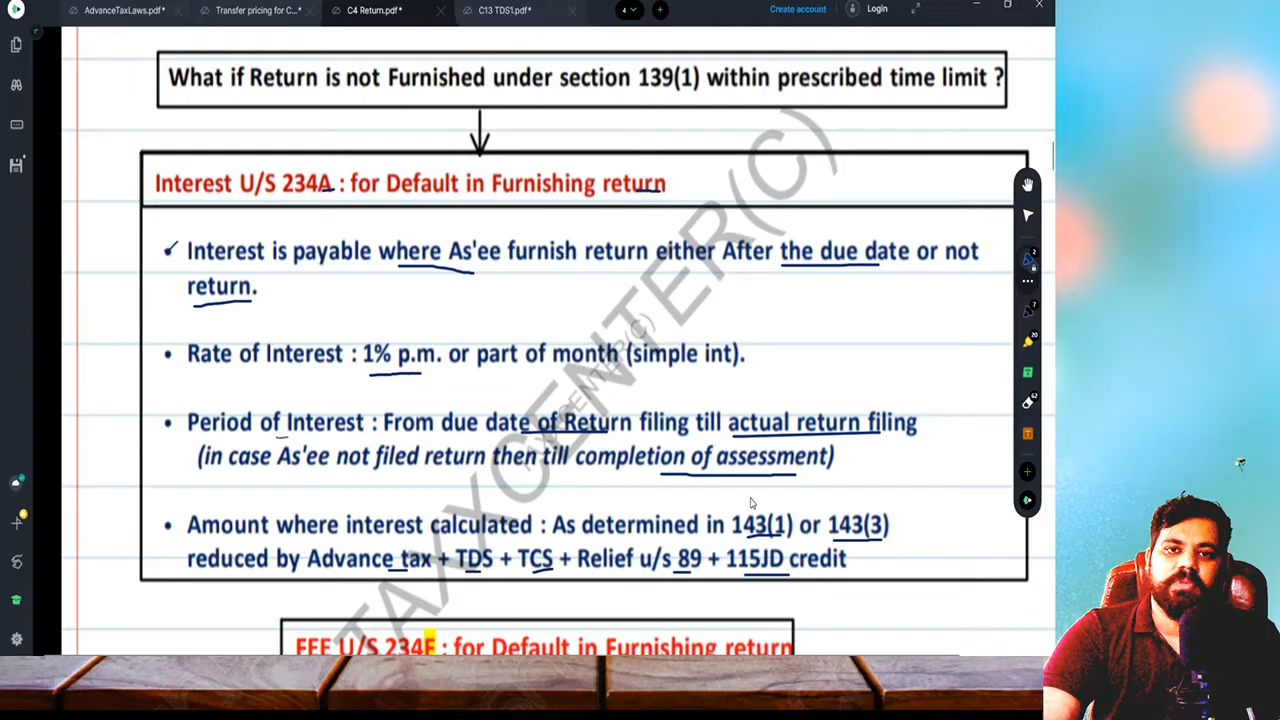 AdvanceTaxLaws.pdf*
Transfer pricing for C...*
C4 Return.pdf*
C13 TDS1.pdf*
4
Create account
Login
What if Return is not Furnished under section 139(1) within prescribed time limit ?
Interest U/S 234A : for Default in Furnishing return
Interest is payable where As'ee furnish return either After the due date or not
return.
• Rate of Interest : 1% p.m. or part of month (simple int).
• Period of Interest : From due date of Return filing till actual return filing
(in case As'ee not filed return then till completion of assessment)
• Amount where interest calculated : As determined in 143(1) or 143(3)
reduced by Advance tax + TDS + TCS + Relief u/s 89 + 115JD credit
FEE U/S 234F : for Default in Furnishing return
TAXXCENTER(C)